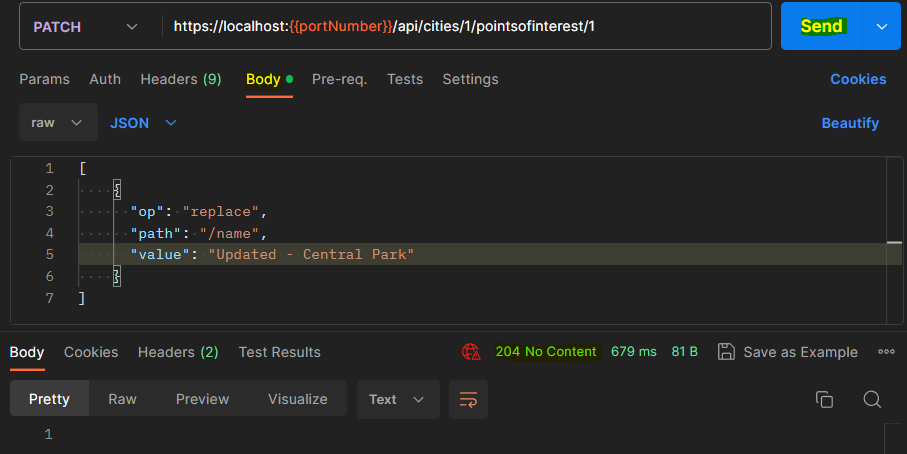 PATCH https://localhost:{{portNumber}}/api/cities/1/pointsofinterest/1 Send
Params Auth Headers (9) Body Pre-req. Tests Settings Cookies
raw JSON Beautify
1 [
2 {
3 "op": "replace",
4 "path": "/name",
5 "value": "Updated - Central Park"
6 }
7 ]
Body Cookies Headers (2) Test Results 204 No Content 679 ms 81 B Save as Example
Pretty Raw Preview Visualize Text
1